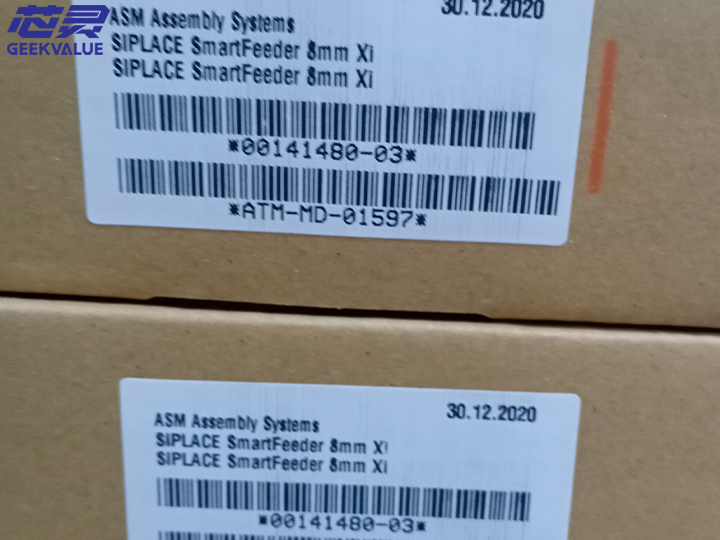 芯灵
GEEKVALUE
30.12.2020
ASM Assembly Systems
SIPLACE SmartFeeder 8mm Xi
SIPLACE SmartFeeder 8mm Xi
*00141480-03*
*ATM-MD-01597*
30.12.2020
ASM Assembly Systems
SIPLACE SmartFeeder 8mm Xi
SIPLACE SmartFeeder 8mm Xi
*00141480-03*